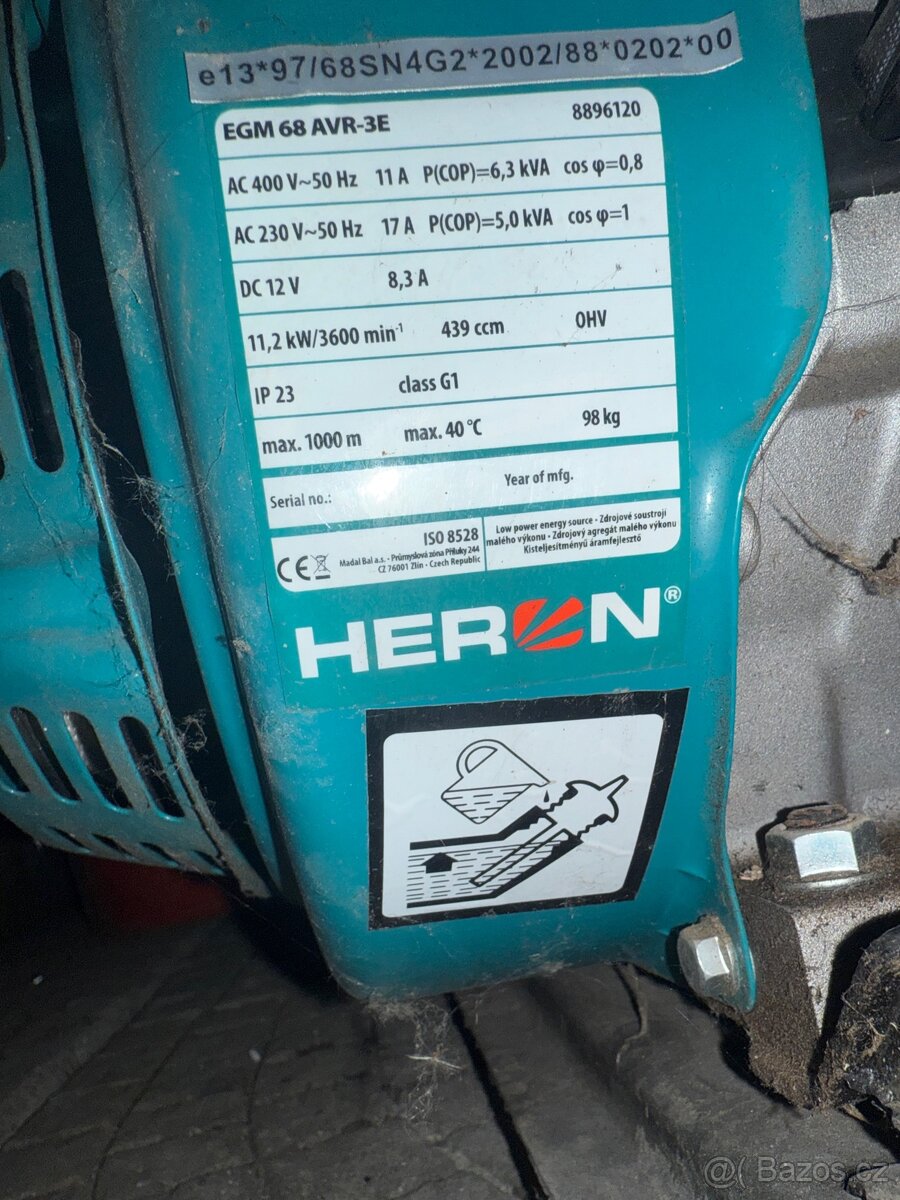 e13*97/68SN4G2*2002/88*0202*00
EGM 68 AVR-3E 8896120
AC 400 V~50 Hz 11 A P(COP)=6,3 kVA cos φ=0,8
AC 230 V~50 Hz 17 A P(COP)=5,0 kVA cos φ=1
DC 12 V 8,3 A
11,2 kW/3600 min-1 439 ccm OHV
IP 23 class G1
max. 1000 m max. 40 °C 98 kg
Serial no.: Year of mfg.
CE ISO 8528
Madal Bal a.s. - Průmyslová zóna Příluky 244
CZ 76001 Zlín - Czech Republic
Low power energy source - Zdrojové soustrojí
malého výkonu - Zdrojový agregát malého výkonu
Kisteljesítményű áramfejlesztő
HERON®
@( Bazoš.cz